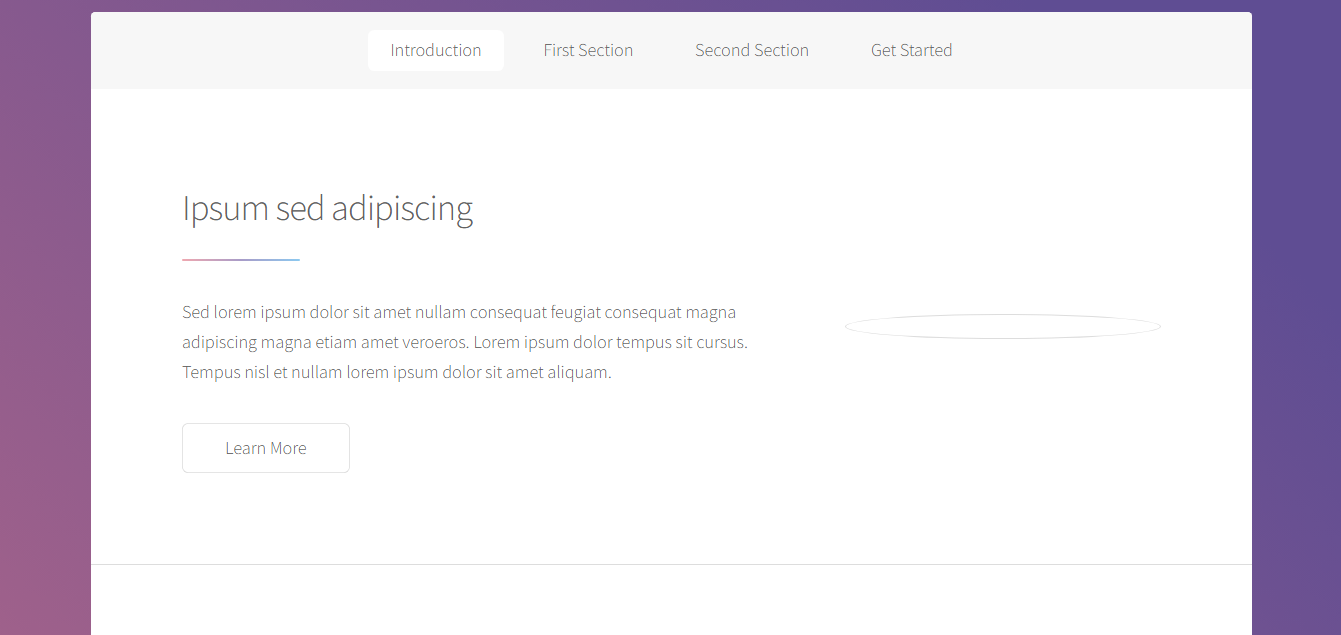 Introduction
First Section
Second Section
Get Started
Ipsum sed adipiscing
Sed lorem ipsum dolor sit amet nullam consequat feugiat consequat magna
adipiscing magna etiam amet veroeros. Lorem ipsum dolor tempus sit cursus.
Tempus nisl et nullam lorem ipsum dolor sit amet aliquam.
Learn More